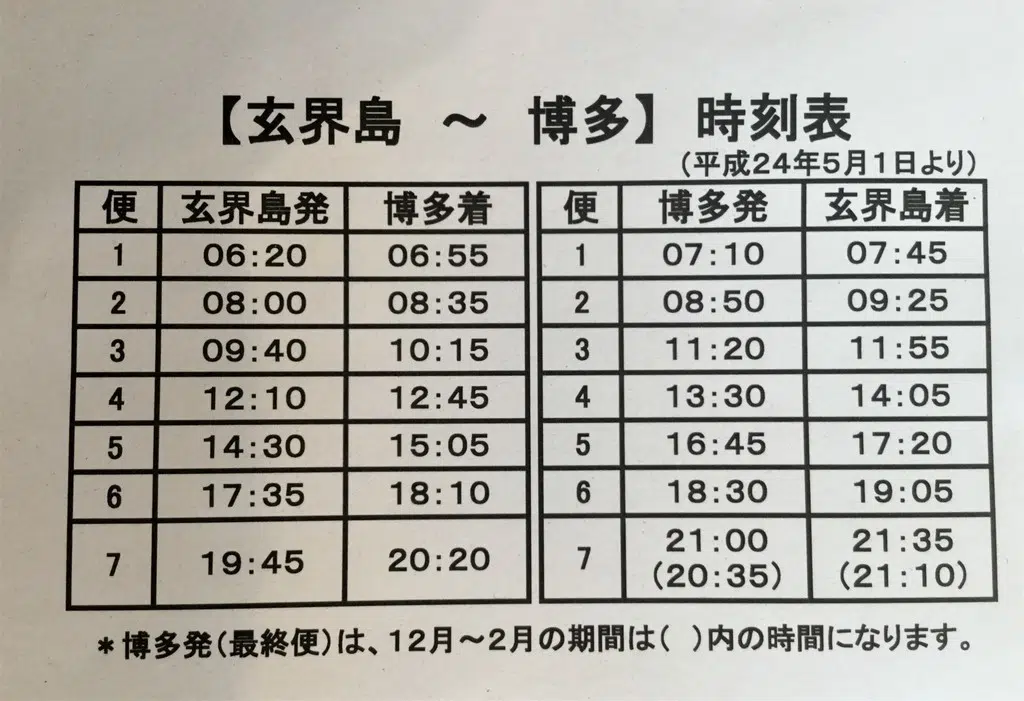 【玄界島 ～ 博多】 時刻表
(平成24年5月1日より)
便 玄界島発 博多着 便 博多発 玄界島着
1 06:20 06:55 1 07:10 07:45
2 08:00 08:35 2 08:50 09:25
3 09:40 10:15 3 11:20 11:55
4 12:10 12:45 4 13:30 14:05
5 14:30 15:05 5 16:45 17:20
6 17:35 18:10 6 18:30 19:05
7 19:45 20:20 7 21:00 21:35
(20:35) (21:10)
＊博多発(最終便)は、12月～2月の期間は( )内の時間になります。